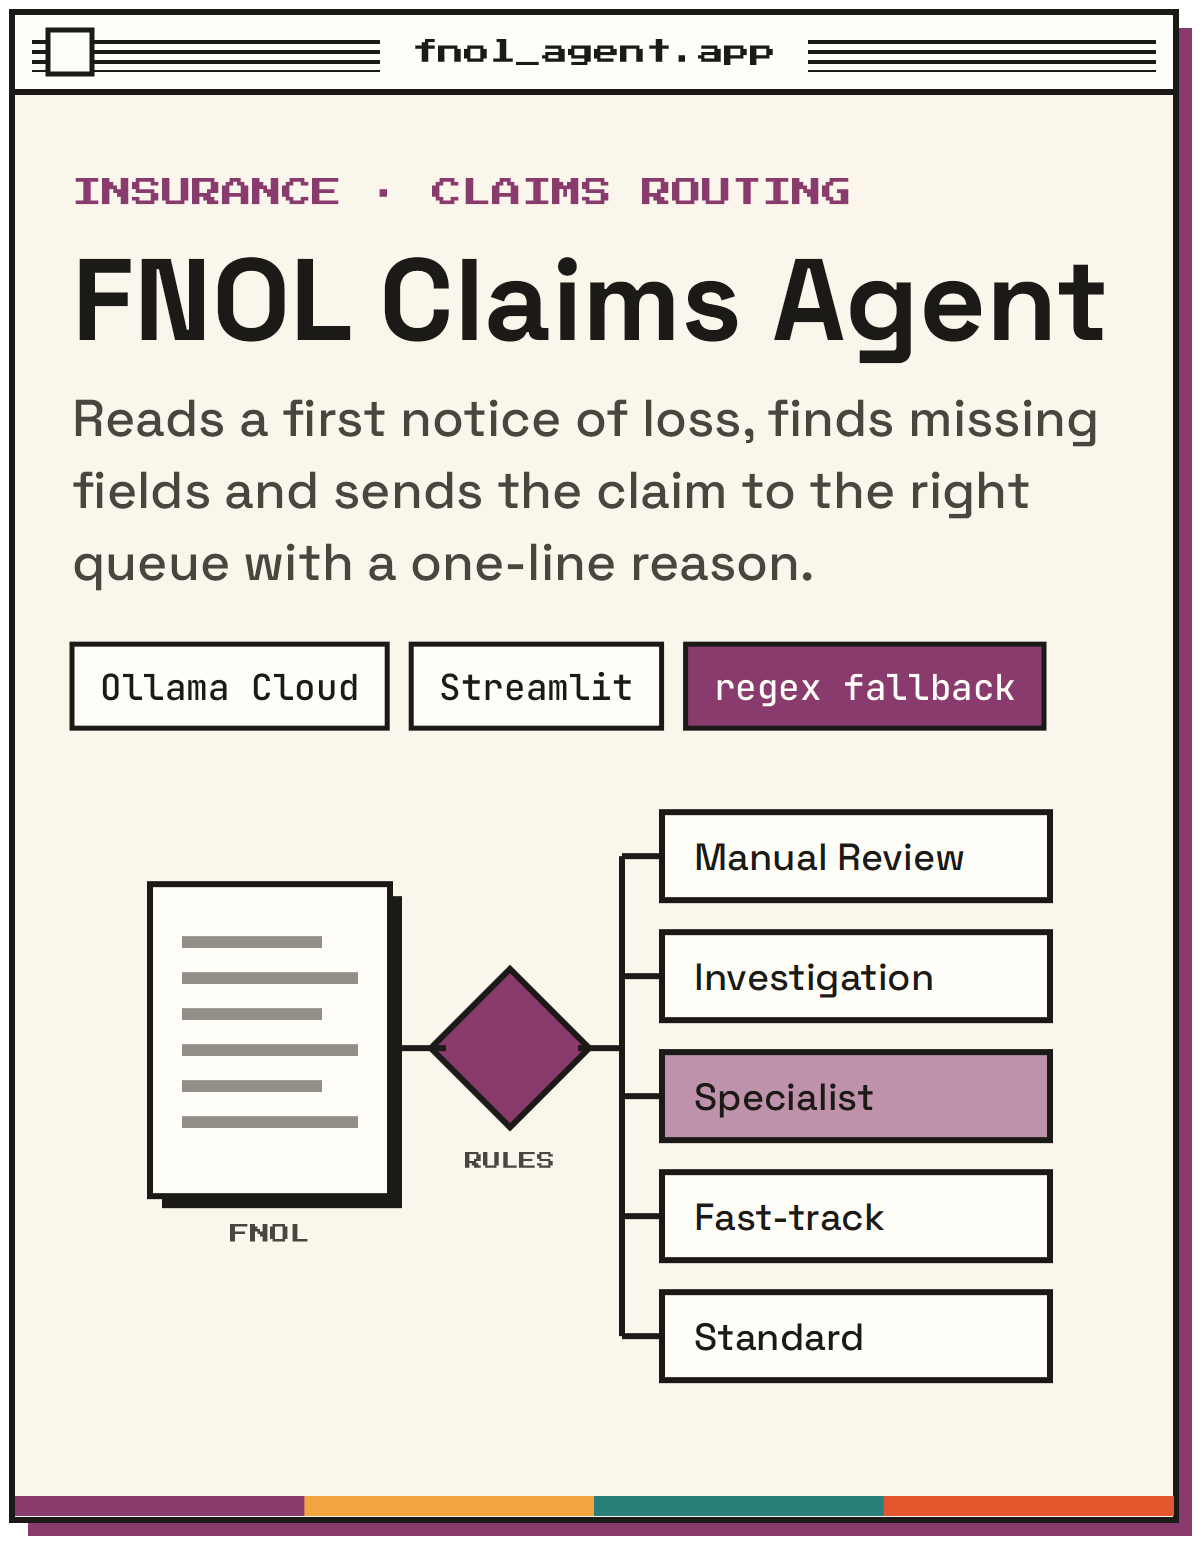 fnol_agent.app
INSURANCE · CLAIMS ROUTING
FNOL Claims Agent
Reads a first notice of loss, finds missing
fields and sends the claim to the right
queue with a one-line reason.
Ollama Cloud
Streamlit
regex fallback
FNOL
RULES
Manual Review
Investigation
Specialist
Fast-track
Standard